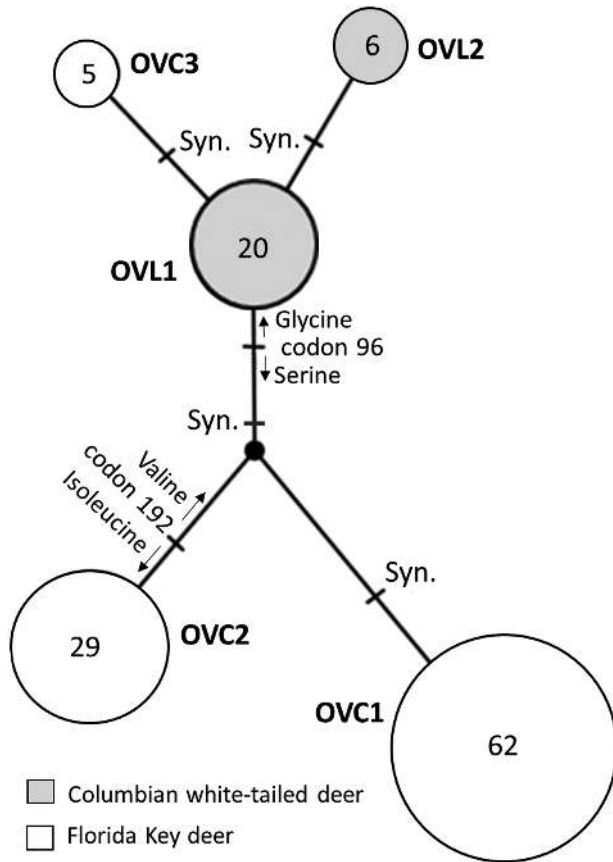 5
OVC3
6
OVL2
Syn.
Syn.
20
OVL1
Glycine
codon 96
Serine
Syn.
Valine
codon 192
Isoleucine
Syn.
29
OVC2
OVC1
62
Columbian white-tailed deer
Florida Key deer